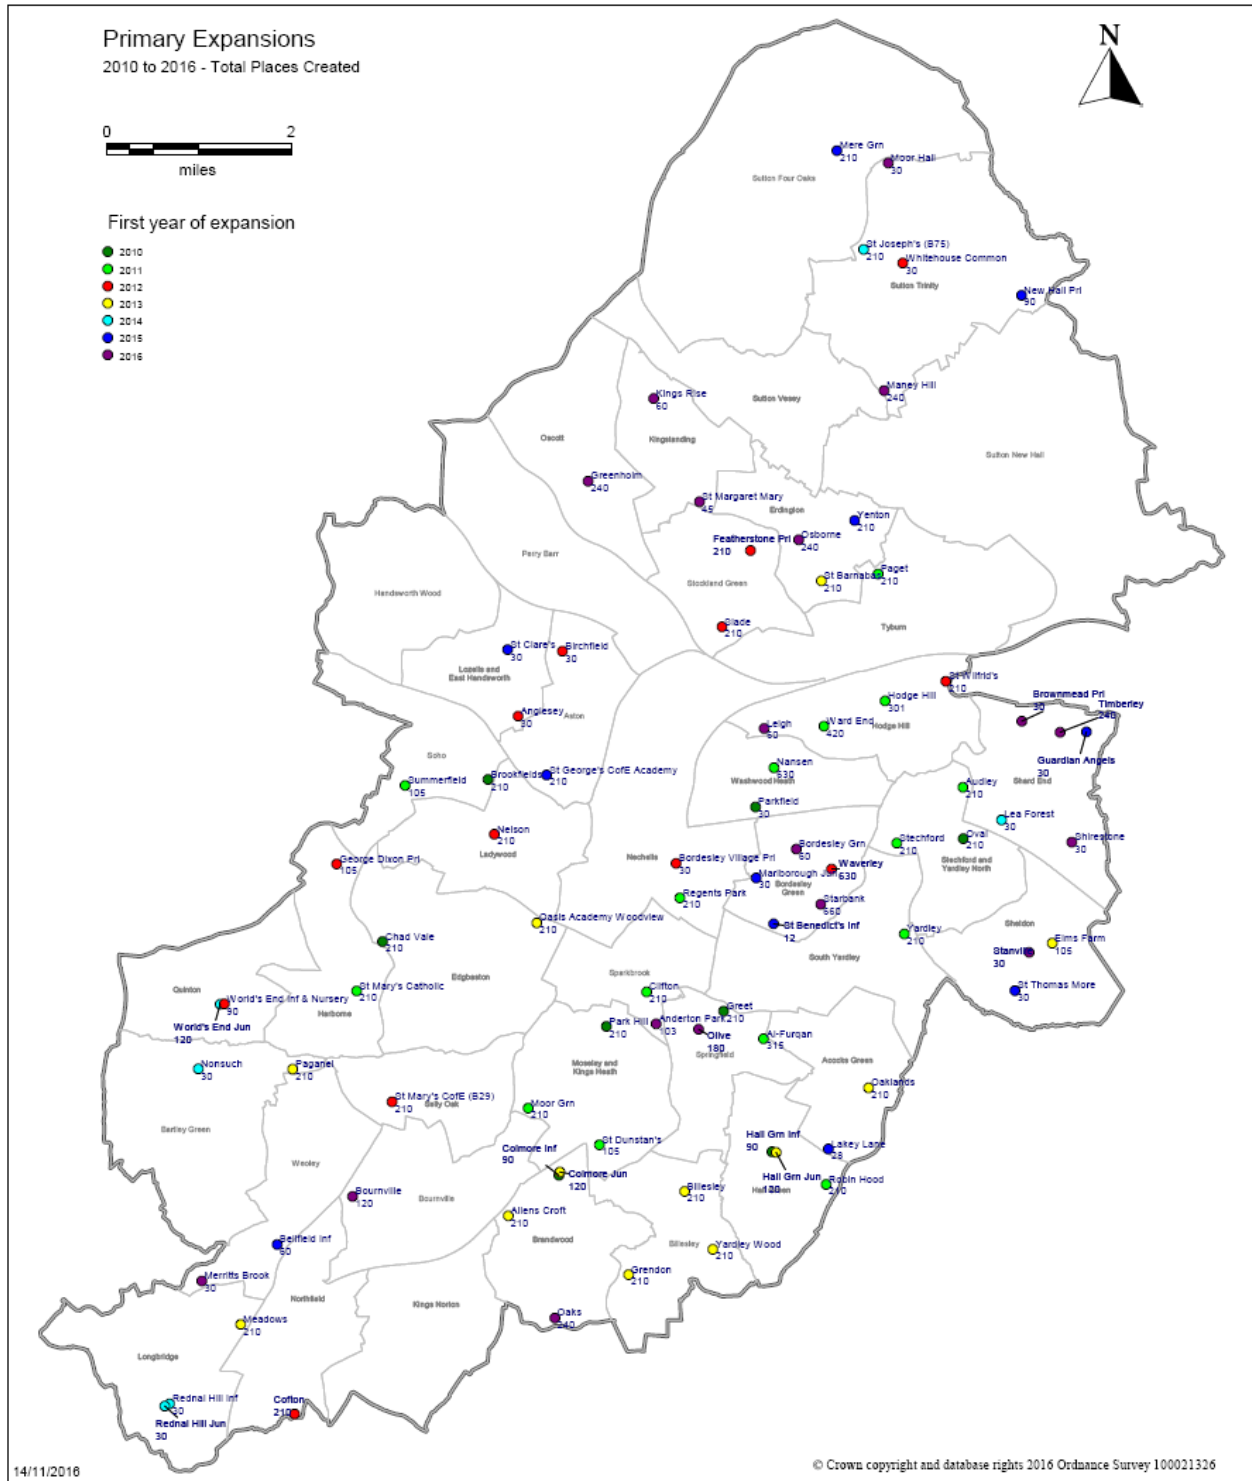 Primary Expansions
2010 to 2016 - Total Places Created
N
0 2
miles
First year of expansion
2010
2011
2012
2013
2014
2015
2016
Mere Grn
210
Moor Hall
30
Sutton Four Oaks
St Joseph's (B75)
210
Whitehouse Common
30
Sutton Trinity
New Hall Pri
90
Maney Hill
240
Kings Rise
60
Sutton Vesey
Oscott
Kingstanding
Sutton New Hall
Greenholm
240
St Margaret Mary
45
Erdington
Yenton
210
Osborne
240
Featherstone Pri
210
Perry Barr
St Barnabas
210
Paget
210
Stockland Green
Handsworth Wood
Slade
210
Tyburn
St Clare's
30
Birchfield
30
Lozells and
East Handsworth
St Wilfrid's
210
Brownmead Pri
30
Timberley
240
Hodge Hill
301
Anglesey
30
Aston
Leigh
60
Ward End
420
Hodge Hill
Guardian Angels
30
Soho
Nansen
630
Washwood Heath
Shard End
Summerfield
105
Brookfields
210
St George's CofE Academy
210
Audley
210
Parkfield
30
Lea Forest
30
Nelson
210
Ladywood
Stechford
210
Oval
210
Shirestone
30
Bordesley Grn
60
Nechells
Stechford and
Yardley North
George Dixon Pri
105
Bordesley Village Pri
30
Waverley
630
Marlborough Jun
30
Bordesley
Green
Regents Park
210
Starbank
660
Oasis Academy Woodview
210
St Benedict's Inf
12
Sheldon
Yardley
210
Chad Vale
210
Elms Farm
105
Stanville
30
South Yardley
Sparkbrook
Edgbaston
Quinton
St Mary's Catholic
210
Harborne
Clifton
210
St Thomas More
30
World's End Inf & Nursery
90
World's End Jun
120
Greet
210
Park Hill
210
Anderton Park
103
Olive
180
Al-Furqan
315
Springfield
Moseley and
Kings Heath
Acocks Green
Nonsuch
30
Paganel
210
Oaklands
210
St Mary's CofE (B29)
210
Selly Oak
Moor Grn
210
Bartley Green
St Dunstan's
105
Hall Grn Inf
90
Lakey Lane
28
Colmore Inf
90
Colmore Jun
120
Weoley
Hall Grn Jun
120
Hall Green
Robin Hood
210
Bournville
120
Bournville
Billesley
210
Allens Croft
210
Brandwood
Bellfield Inf
60
Billesley
Yardley Wood
210
Merritts Brook
30
Grendon
210
Northfield
Kings Norton
Meadows
210
Oaks
240
Longbridge
Rednal Hill Inf
30
Rednal Hill Jun
30
Cofton
210
14/11/2016
© Crown copyright and database rights 2016 Ordnance Survey 100021326